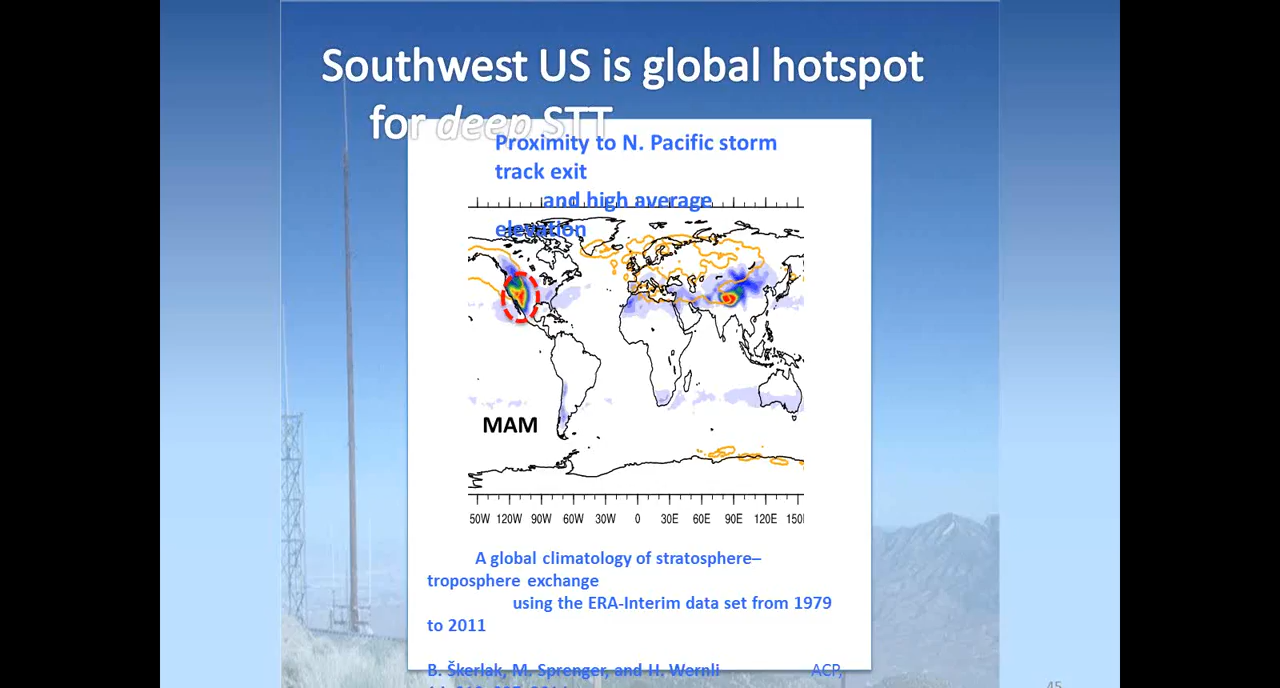 Southwest US is global hotspot
for deep STT
Proximity to N. Pacific storm
track exit
and high average
elevation
MAM
50W 120W 90W 60W 30W 0 30E 60E 90E 120E 150
A global climatology of stratosphere–
troposphere exchange
using the ERA-Interim data set from 1979
to 2011
B. Škerlak, M. Sprenger, and H. Wernli ACP,
45